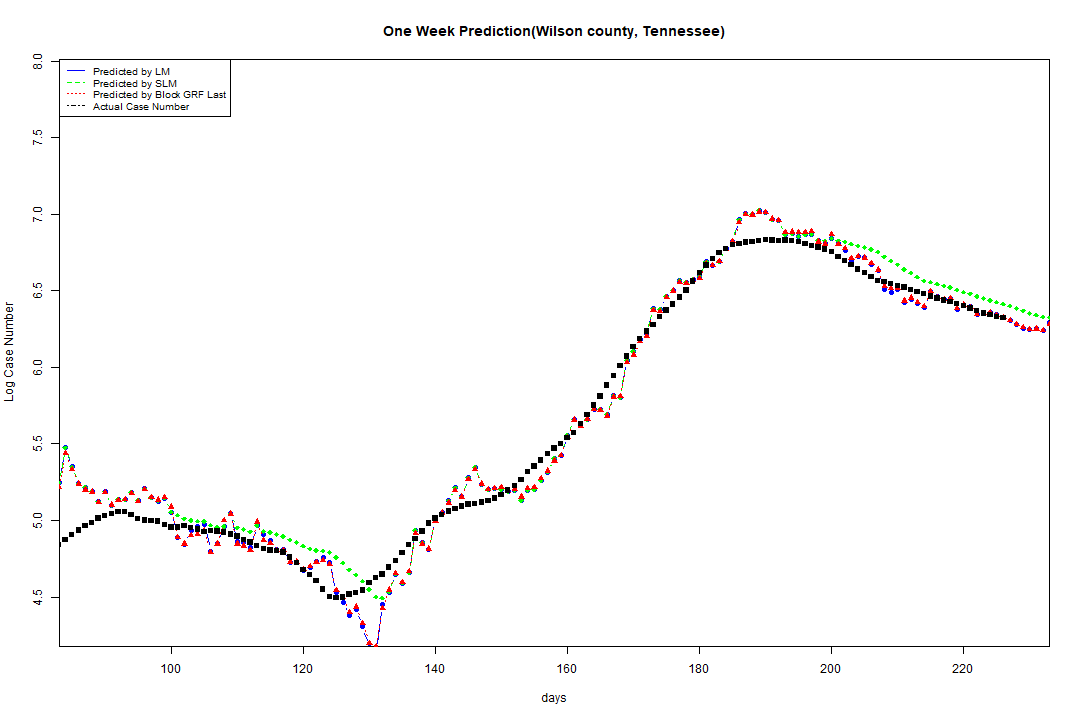 One Week Prediction(Wilson county, Tennessee)
Predicted by LM
Predicted by SLM
Predicted by Block GRF Last
Actual Case Number
Log Case Number
8.0
7.5
7.0
6.5
6.0
5.5
5.0
4.5
100 120 140 160 180 200 220
days